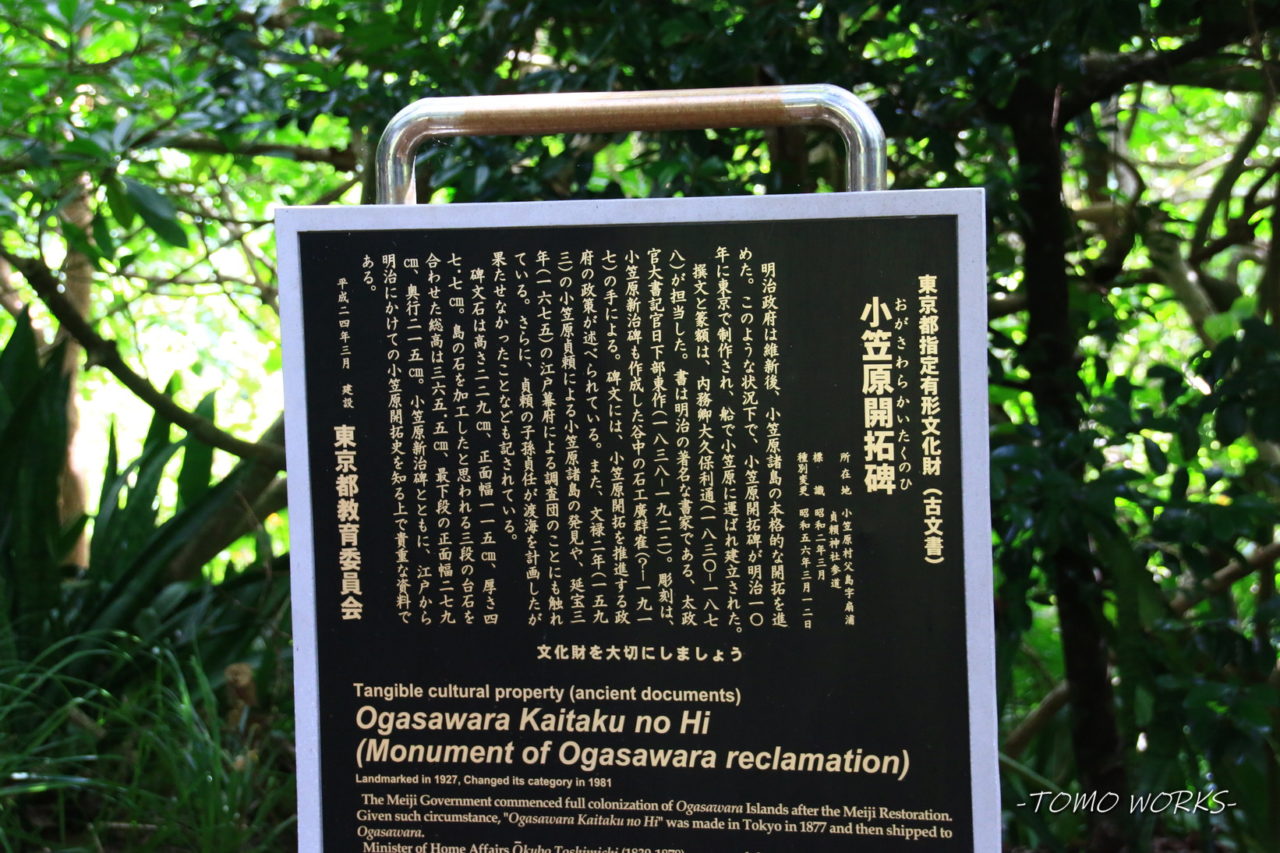 東京都指定有形文化財（古文書）
おがさわらかいたくのひ
小笠原開拓碑
所在地 小笠原村父島字扇浦
貞頼神社参道
標識 昭和二年三月
種別変更 昭和五六年三月一二日
明治政府は維新後、小笠原諸島の本格的な開拓を進
めた。このような状況下で、小笠原開拓碑が明治一〇
年に東京で制作され、船で小笠原に運ばれ建立された。
撰文と篆額は、内務卿大久保利通（一八三〇－一八七
八）が担当した。書は明治の著名な書家である、太政
官大書記官日下部東作（一八三八－一九二二）。彫刻は、
小笠原新治碑も作成した谷中の石工廣群雀（？－一九一
七）の手による。碑文には、小笠原開拓を推進する政
府の政策が述べられている。また、文禄二年（一五九
三）の小笠原貞頼による小笠原諸島の発見や、延宝三
年（一六七五）の江戸幕府による調査団のことにも触れ
ている。さらに、貞頼の子孫貞任が渡海を計画したが
果たせなかったことなども記されている。
碑文石は高さ二二九㎝、正面幅一一五㎝、厚さ四
七・七㎝。島の石を加工したと思われる三段の台石を
合わせた総高は三六五・五㎝、最下段の正面幅二七九
㎝、奥行二一五㎝。小笠原新治碑とともに、江戸から
明治にかけての小笠原開拓史を知る上で貴重な資料で
ある。
平成二四年三月 建設
東京都教育委員会
文化財を大切にしましょう
Tangible cultural property (ancient documents)
Ogasawara Kaitaku no Hi
(Monument of Ogasawara reclamation)
Landmarked in 1927, Changed its category in 1981
The Meiji Government commenced full colonization of Ogasawara Islands after the Meiji Restoration.
Given such circumstance, "Ogasawara Kaitaku no Hi" was made in Tokyo in 1877 and then shipped to
Ogasawara.
Minister of Home Affairs Ōkubo Toshimichi (1830-1878)
-TOMO WORKS-